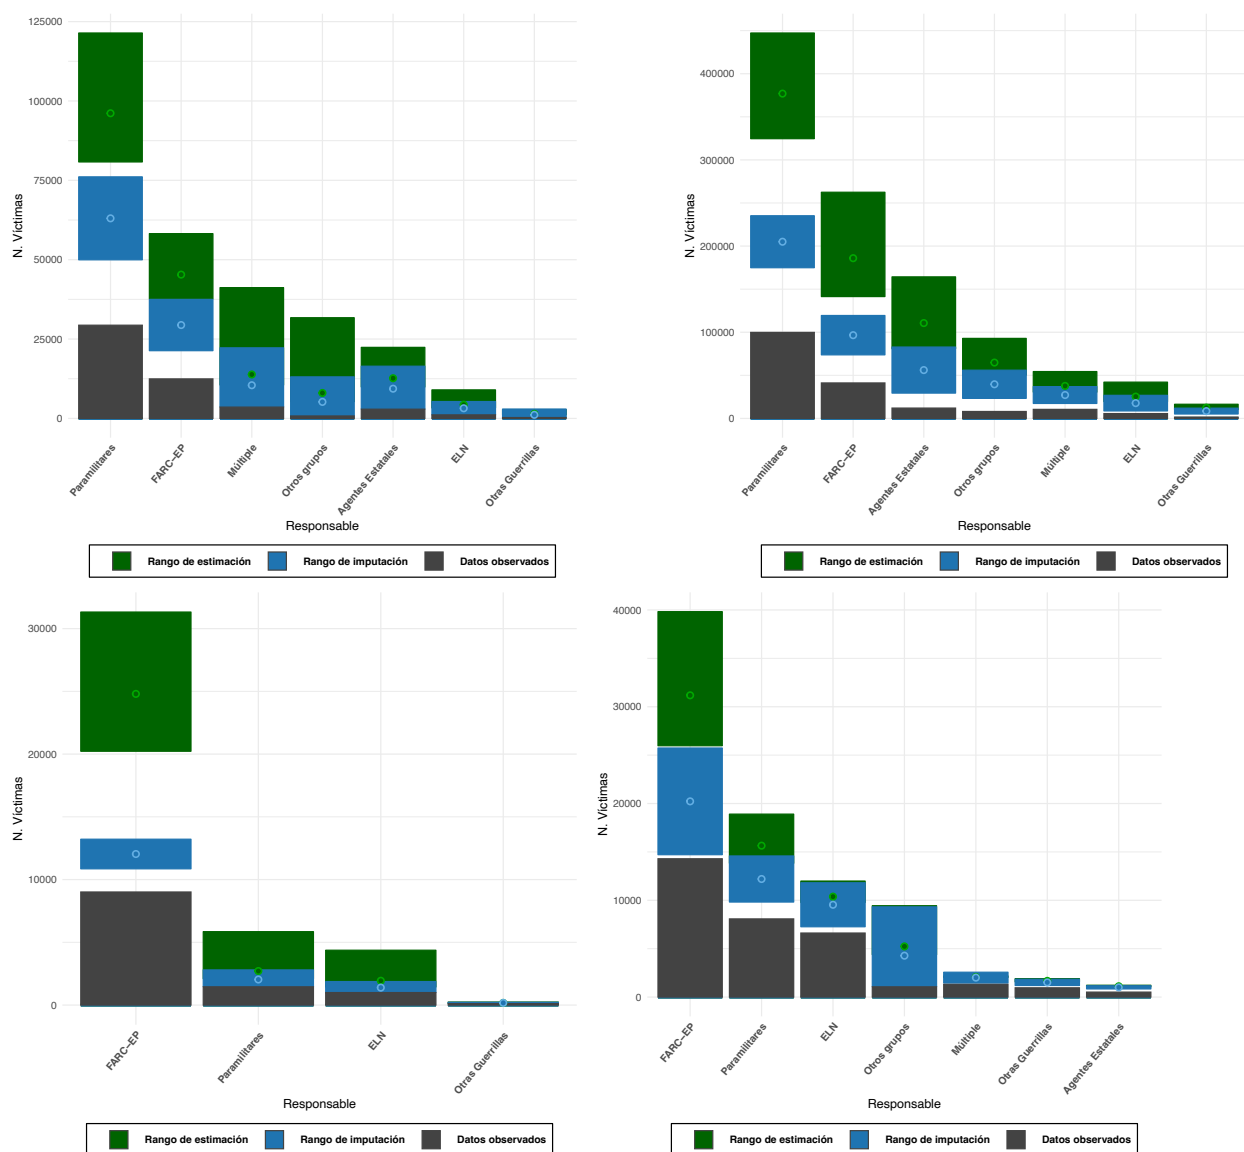 125000
100000
75000
50000
25000
0
N. Víctimas
Paramilitares
FARC−EP
Múltiple
Otros grupos
Agentes Estatales
ELN
Otras Guerrillas
Responsable
Rango de estimación Rango de imputación Datos observados
400000
300000
200000
100000
0
N. Víctimas
Paramilitares
FARC−EP
Agentes Estatales
Otros grupos
Múltiple
ELN
Otras Guerrillas
Responsable
Rango de estimación Rango de imputación Datos observados
30000
20000
10000
0
N. Víctimas
FARC−EP
Paramilitares
ELN
Otras Guerrillas
Responsable
Rango de estimación Rango de imputación Datos observados
40000
30000
20000
10000
0
N. Víctimas
FARC−EP
Paramilitares
ELN
Otros grupos
Múltiple
Otras Guerrillas
Agentes Estatales
Responsable
Rango de estimación Rango de imputación Datos observados